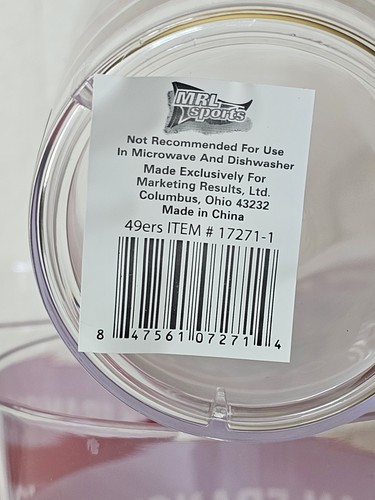 MRL
sports
Not Recommended For Use
In Microwave And Dishwasher
Made Exclusively For
Marketing Results, Ltd.
Columbus, Ohio 43232
Made in China
49ers ITEM # 17271-1
8 47561 07271 4